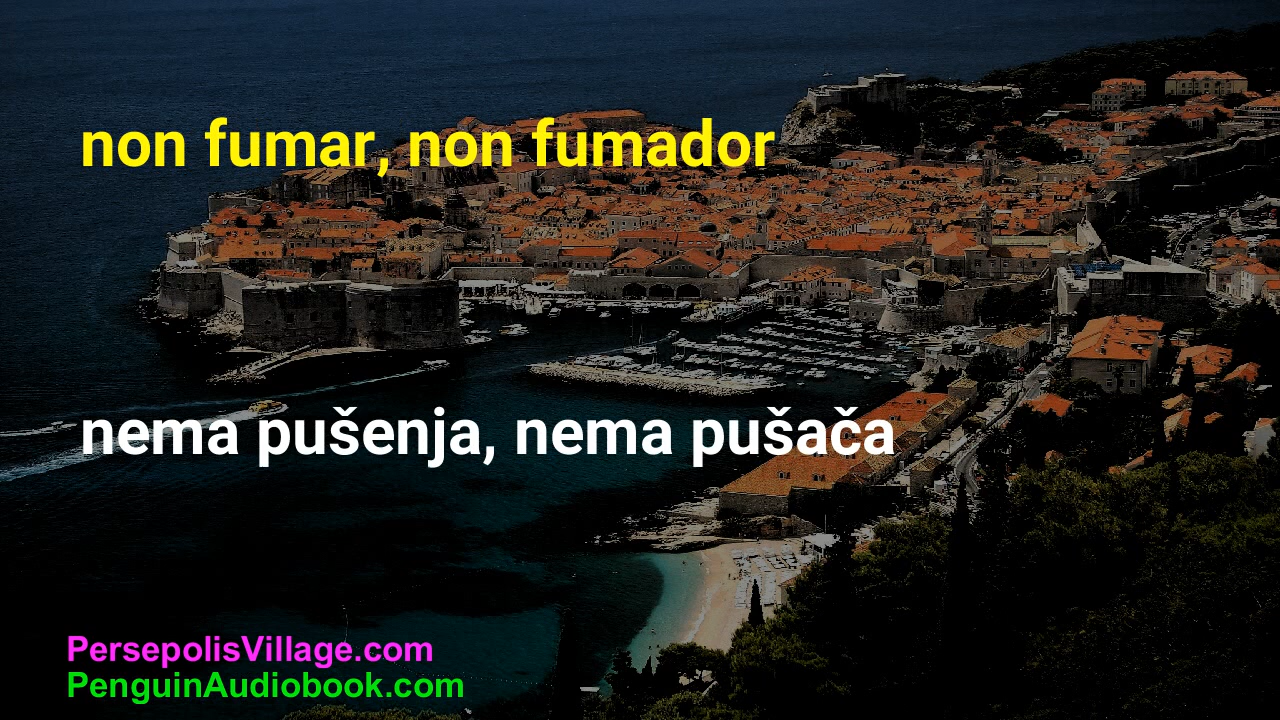 non fumar, non fumador
nema pušenja, nema pušača
PersepolisVillage.com
PenguinAudiobook.com